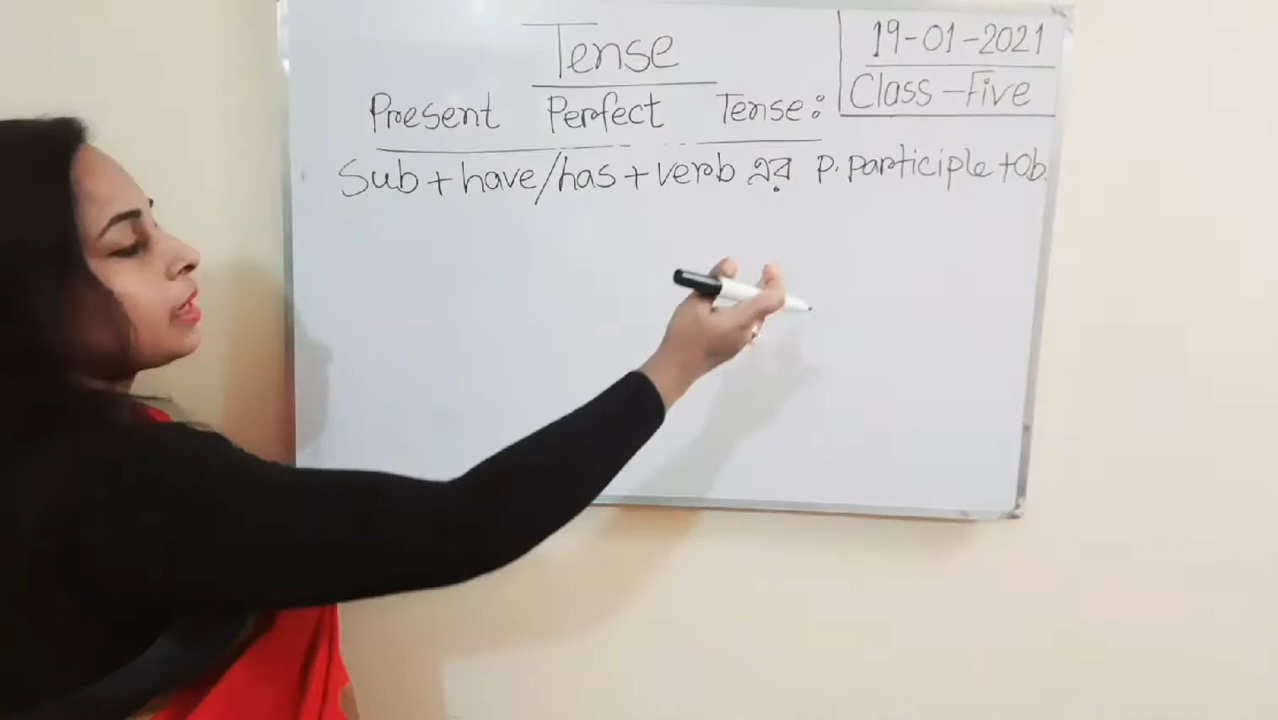 Tense
19-01-2021
Class-Five
Present Perfect Tense:
Sub + have/has + verb এর p. participle + Ob.